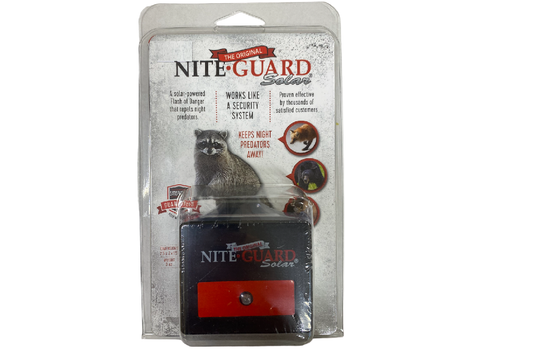 THE ORIGINAL
NITE•GUARD
Solar®
A solar-powered
Flash of Danger
that repels night
predators
WORKS LIKE
A SECURITY
SYSTEM
Proven effective
by thousands of
satisfied customers
KEEPS NIGHT
PREDATORS
AWAY!
THE ORIGINAL
NITE•GUARD
Solar®